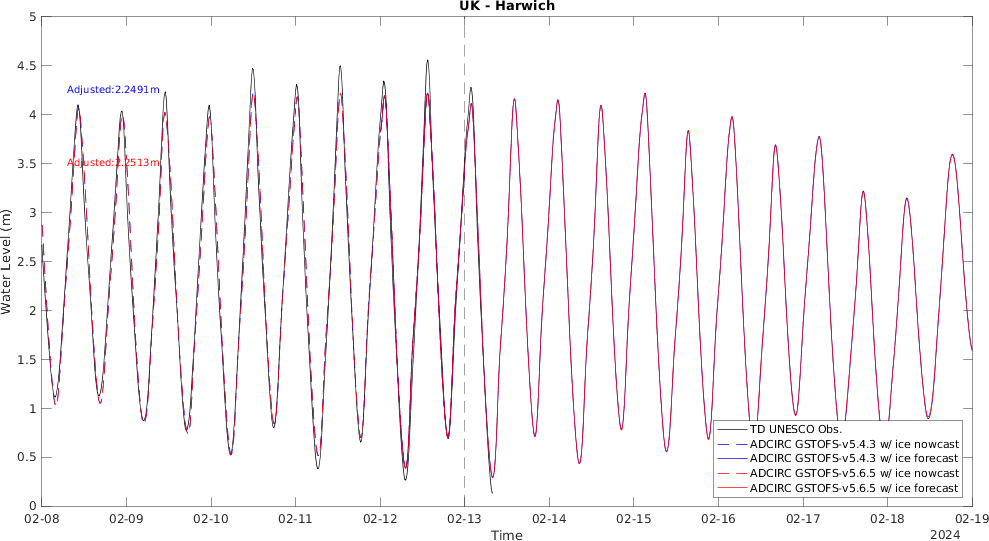 UK - Harwich
5
4.5
4
3.5
3
2.5
2
1.5
1
0.5
0
Water Level (m)
Adjusted:2.2491m
Adjusted:2.2513m
TD UNESCO Obs.
ADCIRC GSTOFS-v5.4.3 w/ ice nowcast
ADCIRC GSTOFS-v5.4.3 w/ ice forecast
ADCIRC GSTOFS-v5.6.5 w/ ice nowcast
ADCIRC GSTOFS-v5.6.5 w/ ice forecast
02-08 02-09 02-10 02-11 02-12 02-13 02-14 02-15 02-16 02-17 02-18 02-19
Time
2024